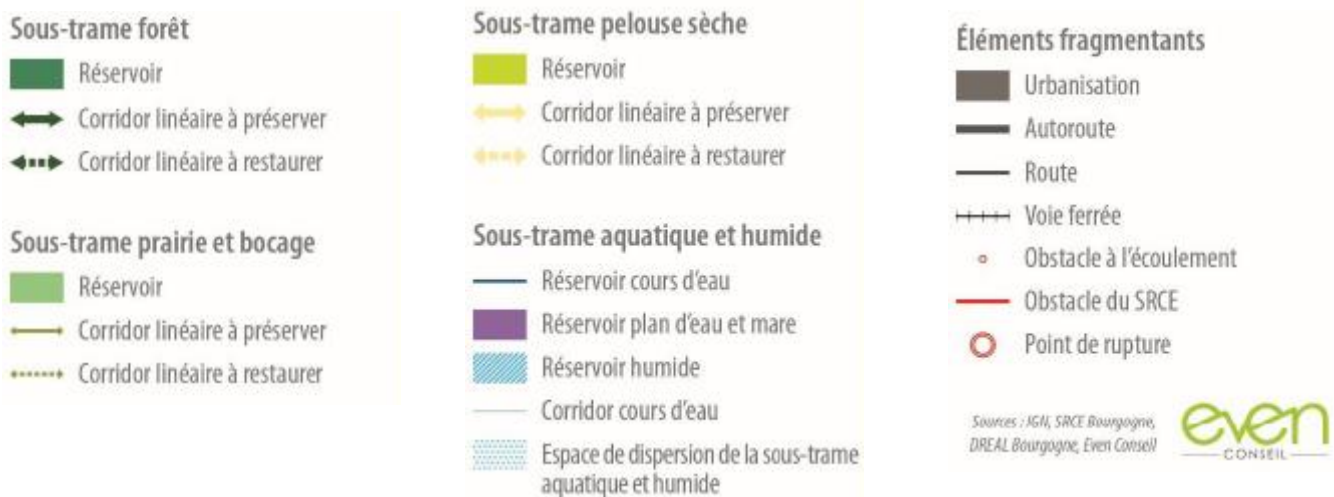 Sous-trame forêt
Réservoir
Corridor linéaire à préserver
Corridor linéaire à restaurer
Sous-trame prairie et bocage
Réservoir
Corridor linéaire à préserver
Corridor linéaire à restaurer
Sous-trame pelouse sèche
Réservoir
Corridor linéaire à préserver
Corridor linéaire à restaurer
Sous-trame aquatique et humide
Réservoir cours d'eau
Réservoir plan d'eau et mare
Réservoir humide
Corridor cours d'eau
Espace de dispersion de la sous-trame
aquatique et humide
Éléments fragmentants
Urbanisation
Autoroute
Route
Voie ferrée
Obstacle à l'écoulement
Obstacle du SRCE
Point de rupture
Sources : IGN, SRCE Bourgogne,
DREAL Bourgogne, Even Conseil
even
CONSEIL